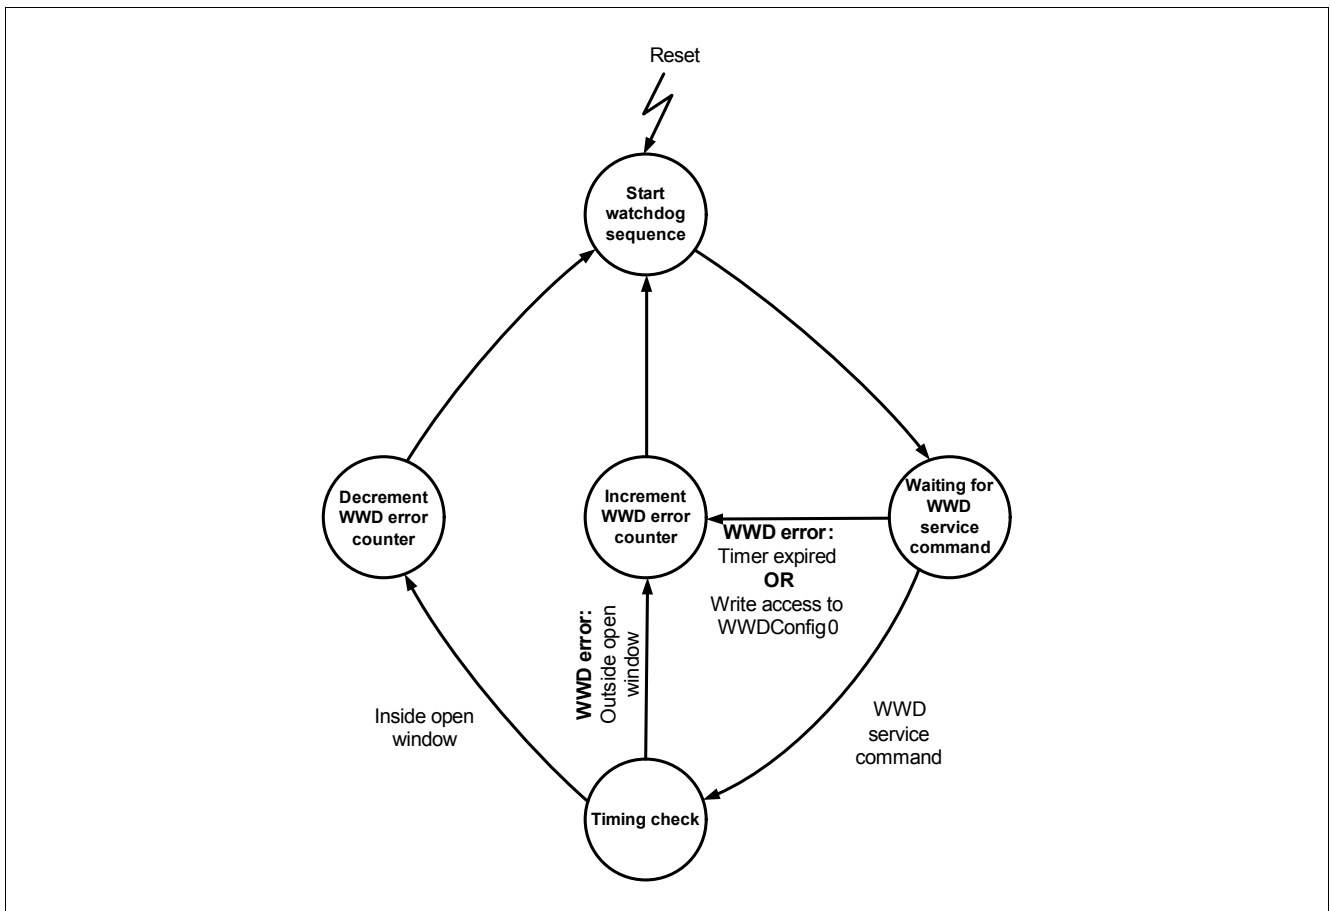 Reset
Start
watchdog
sequence
Decrement
WWD error
counter
Increment
WWD error
counter
Waiting for
WWD
service
command
WWD error:
Timer expired
OR
Write access to
WWDConfig0
WWD error:
Outside open
window
Inside open
window
WWD
service
command
Timing check